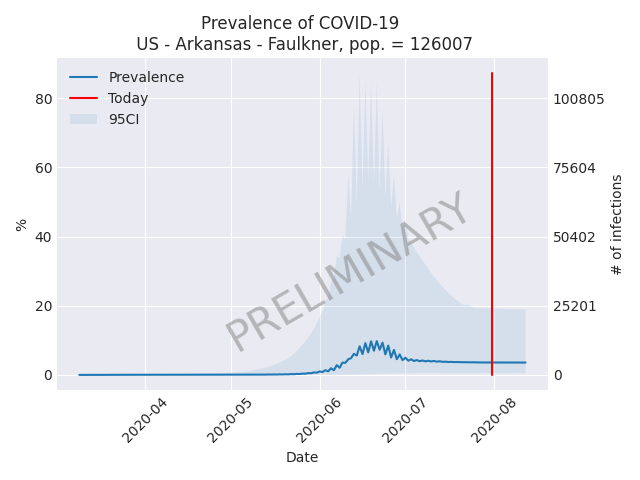 Prevalence of COVID-19
US - Arkansas - Faulkner, pop. = 126007
Prevalence
Today
95CI
PRELIMINARY
%
80
60
40
20
0
100805
75604
50402
25201
0
# of infections
2020-04
2020-05
2020-06
2020-07
2020-08
Date